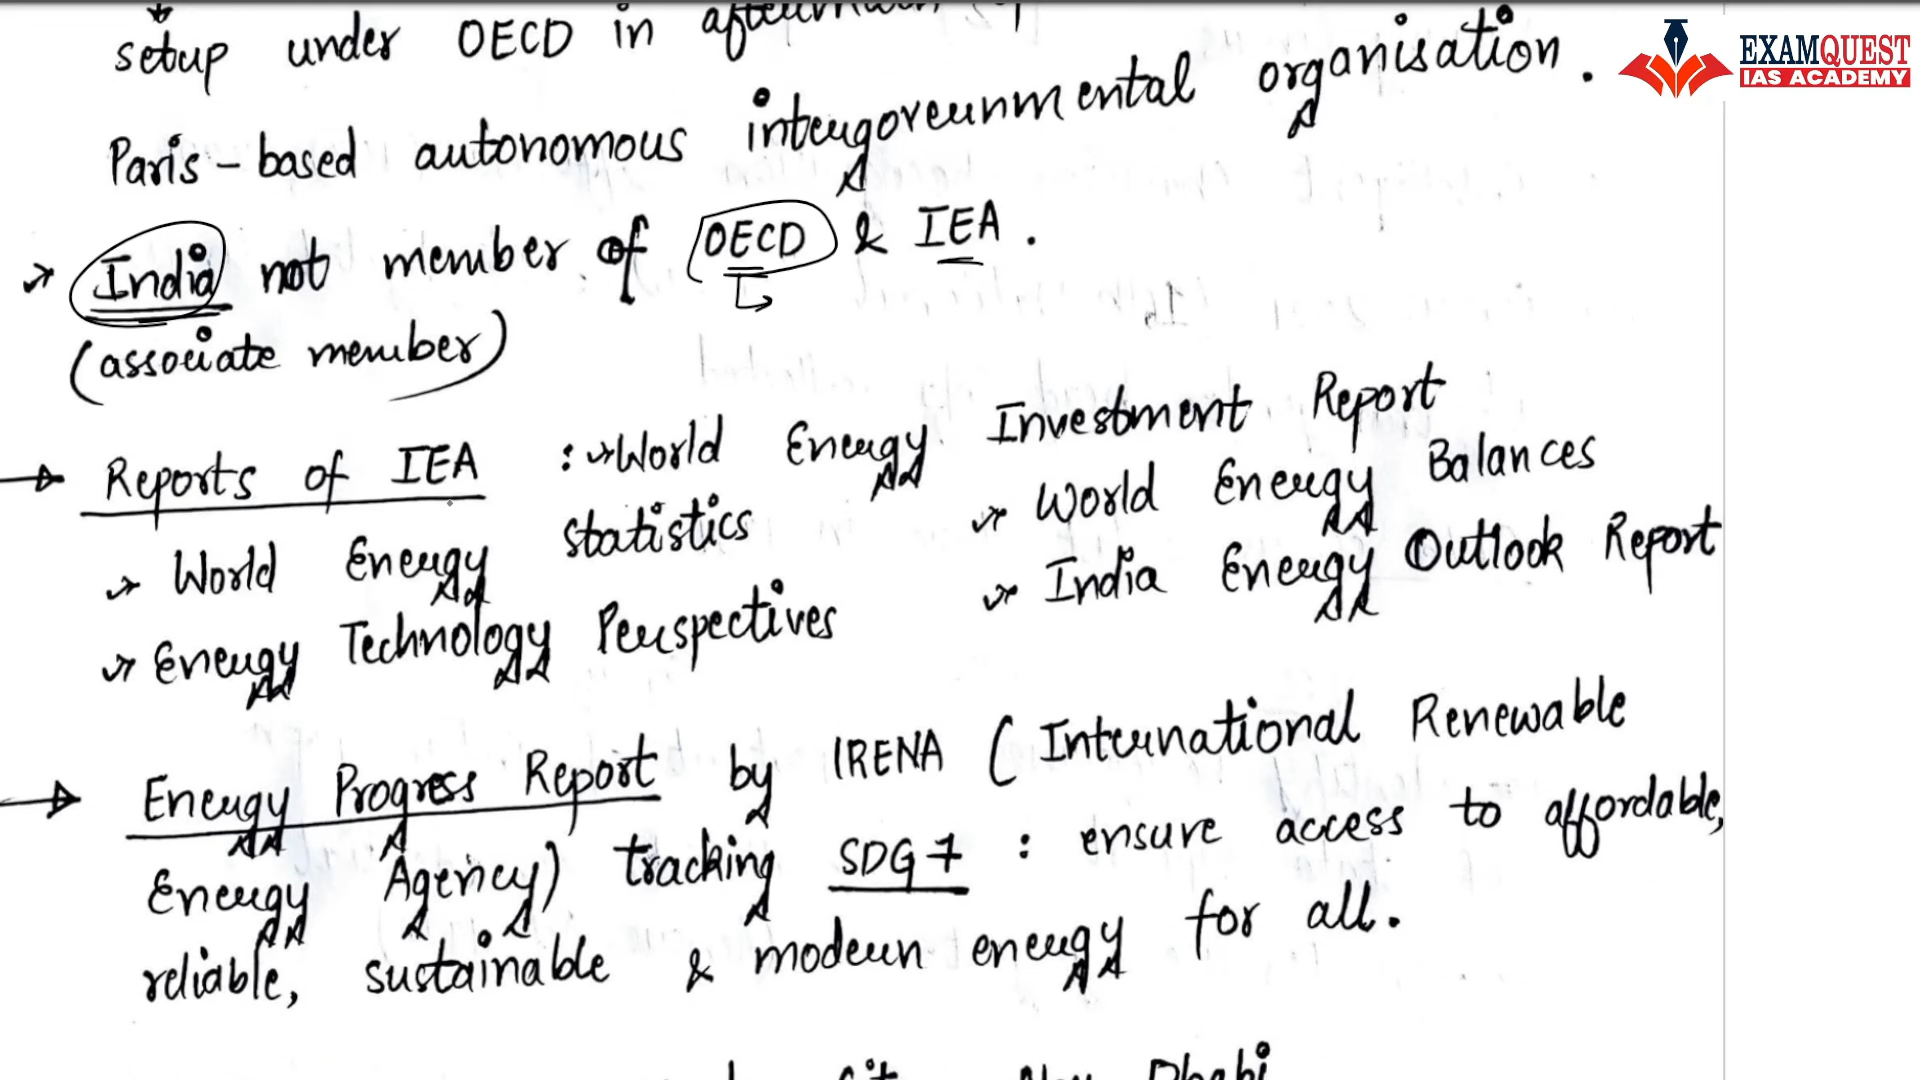 setup under OECD in
Paris-based autonomous intergovernmental organisation.
India not member of OECD & IEA.
(associate member)
Reports of IEA : World Energy Investment Report
World Energy Statistics
World Energy Balances
Energy Technology Perspectives
India Energy Outlook Report
Energy Progress Report by IRENA (International Renewable
Energy Agency) tracking SDG 7 : ensure access to affordable,
reliable, sustainable & modern energy for all.
EXAMQUEST
IAS ACADEMY